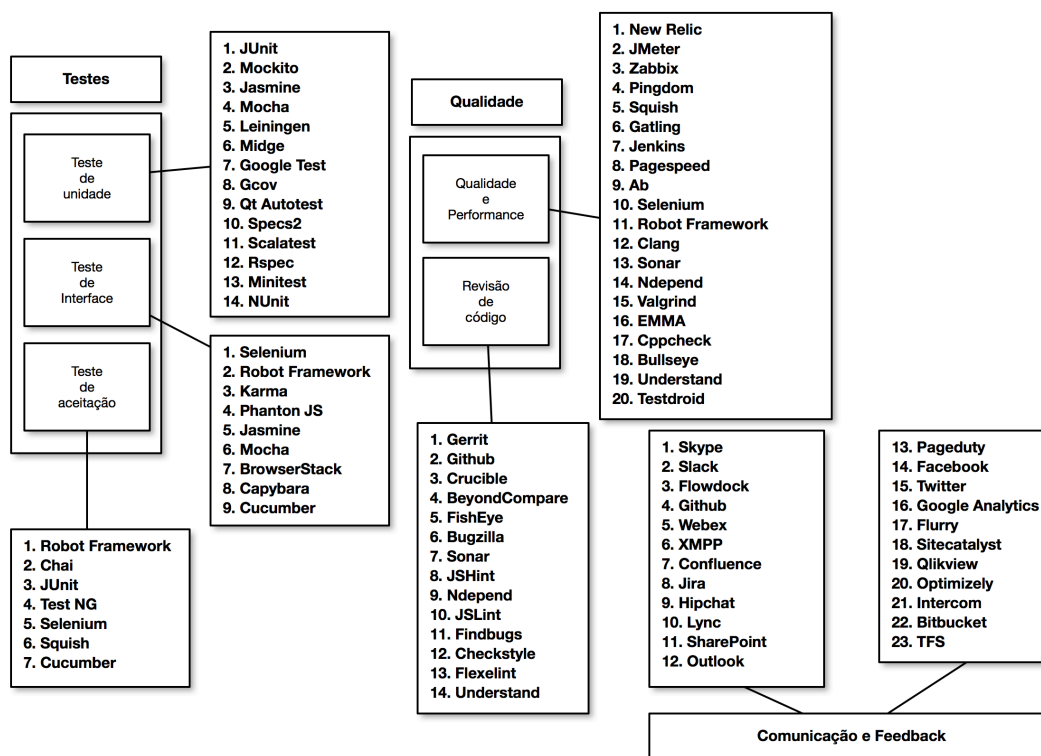 Testes
Teste
de
unidade
Teste
de
Interface
Teste
de
aceitação
1. JUnit
2. Mockito
3. Jasmine
4. Mocha
5. Leiningen
6. Midge
7. Google Test
8. Gcov
9. Qt Autotest
10. Specs2
11. Scalatest
12. Rspec
13. Minitest
14. NUnit
1. Selenium
2. Robot Framework
3. Karma
4. Phanton JS
5. Jasmine
6. Mocha
7. BrowserStack
8. Capybara
9. Cucumber
1. Robot Framework
2. Chai
3. JUnit
4. Test NG
5. Selenium
6. Squish
7. Cucumber
Qualidade
Qualidade
e
Performance
Revisão
de
código
1. New Relic
2. JMeter
3. Zabbix
4. Pingdom
5. Squish
6. Gatling
7. Jenkins
8. Pagespeed
9. Ab
10. Selenium
11. Robot Framework
12. Clang
13. Sonar
14. Ndepend
15. Valgrind
16. EMMA
17. Cppcheck
18. Bullseye
19. Understand
20. Testdroid
1. Gerrit
2. Github
3. Crucible
4. BeyondCompare
5. FishEye
6. Bugzilla
7. Sonar
8. JSHint
9. Ndepend
10. JSLint
11. Findbugs
12. Checkstyle
13. Flexelint
14. Understand
1. Skype
2. Slack
3. Flowdock
4. Github
5. Webex
6. XMPP
7. Confluence
8. Jira
9. Hipchat
10. Lync
11. SharePoint
12. Outlook
13. Pageduty
14. Facebook
15. Twitter
16. Google Analytics
17. Flurry
18. Sitecatalyst
19. Qlikview
20. Optimizely
21. Intercom
22. Bitbucket
23. TFS
Comunicação e Feedback